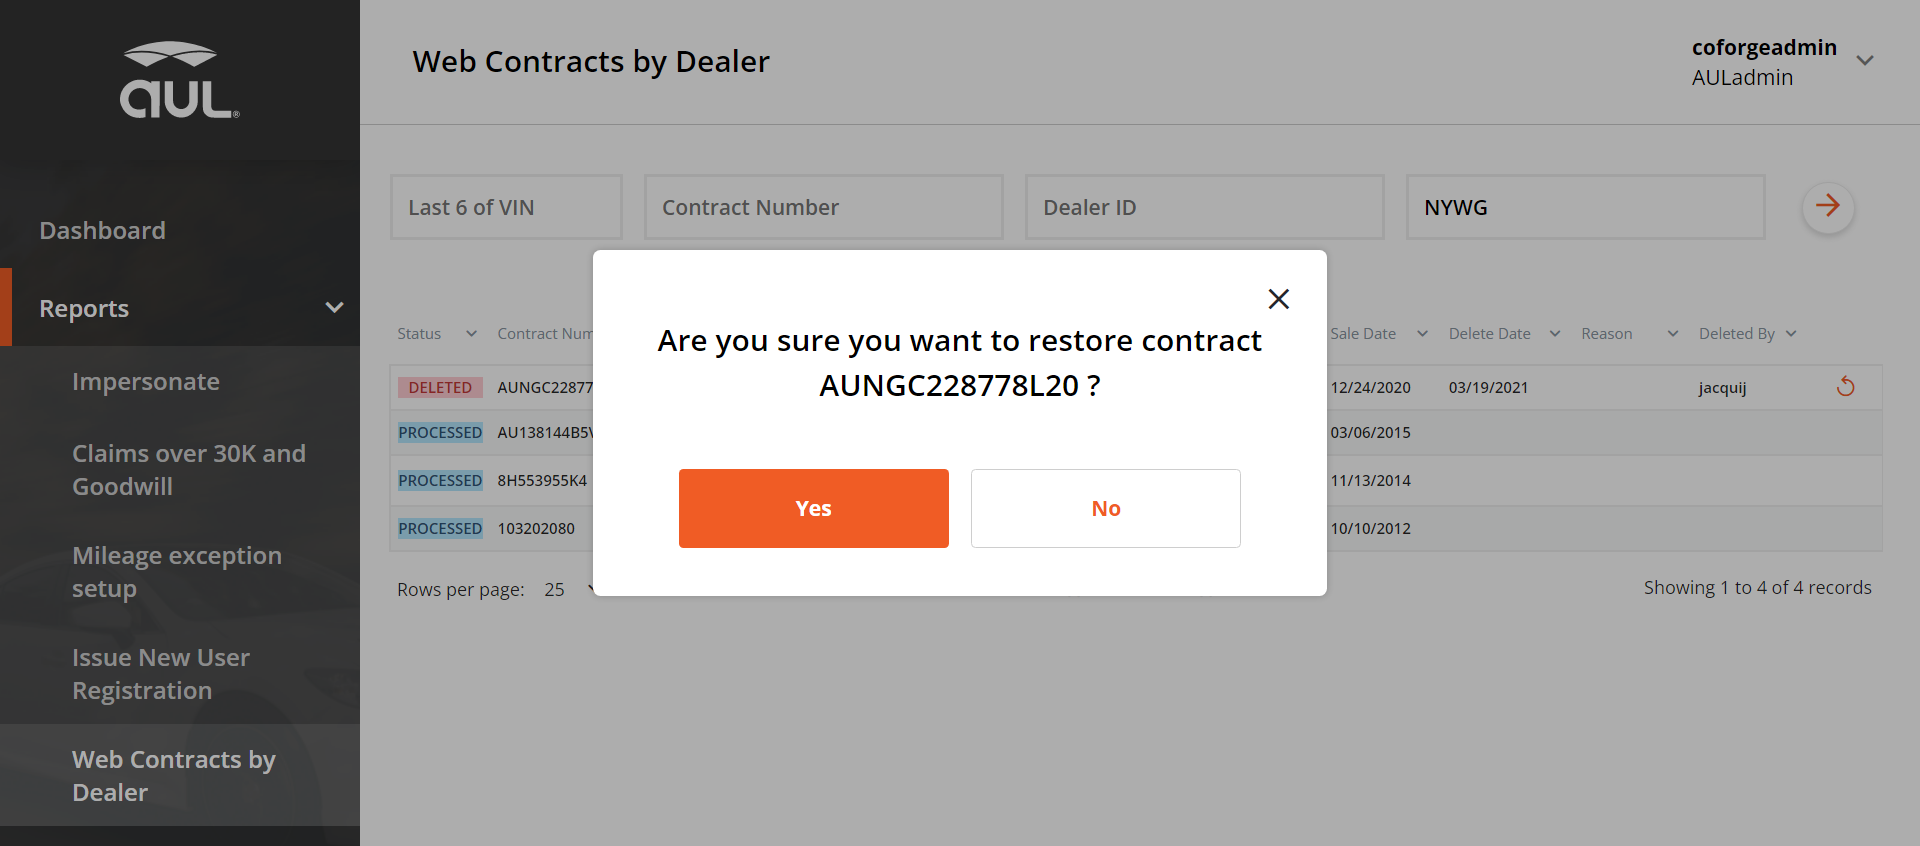 aUL®
Dashboard
Reports
Impersonate
Claims over 30K and
Goodwill
Mileage exception
setup
Issue New User
Registration
Web Contracts by
Dealer
Web Contracts by Dealer
coforgeadmin
AULadmin
Last 6 of VIN
Contract Number
Dealer ID
NYWG
Status Contract Num Sale Date Delete Date Reason Deleted By
DELETED AUNGC22877 12/24/2020 03/19/2021 jacquij
PROCESSED AU138144B5 03/06/2015
PROCESSED 8H553955K4 11/13/2014
PROCESSED 103202080 10/10/2012
Rows per page: 25
Showing 1 to 4 of 4 records
Are you sure you want to restore contract
AUNGC228778L20 ?
Yes
No